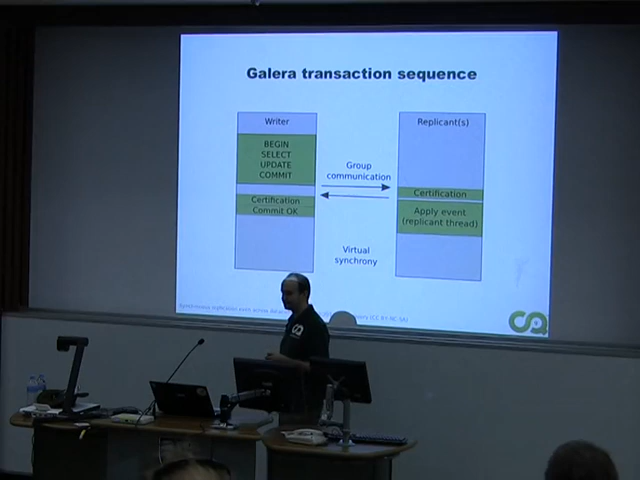 Galera transaction sequence
Writer
Replicant(s)
BEGIN
SELECT
UPDATE
COMMIT
Group
communication
Certification
Commit OK
Certification
Apply event
(replicant thread)
Virtual
synchrony